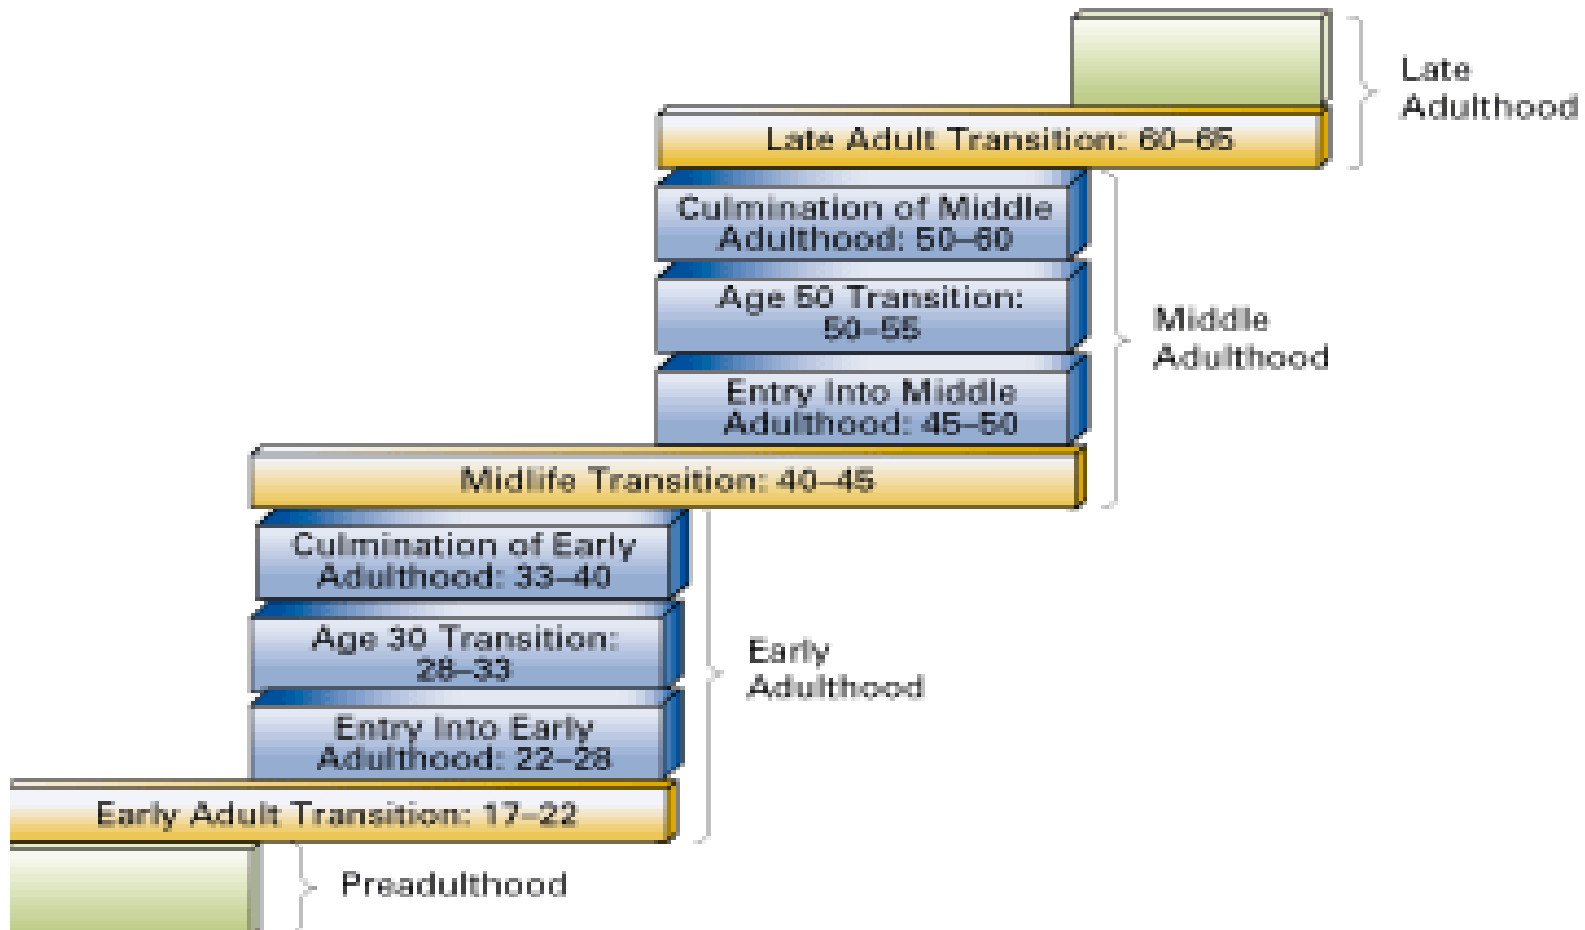 Late
Adulthood
Late Adult Transition: 60–65
Culmination of Middle
Adulthood: 50–60
Age 50 Transition:
50–55
Middle
Adulthood
Entry Into Middle
Adulthood: 45–50
Midlife Transition: 40–45
Culmination of Early
Adulthood: 33–40
Age 30 Transition:
28–33
Early
Adulthood
Entry Into Early
Adulthood: 22–28
Early Adult Transition: 17–22
Preadulthood